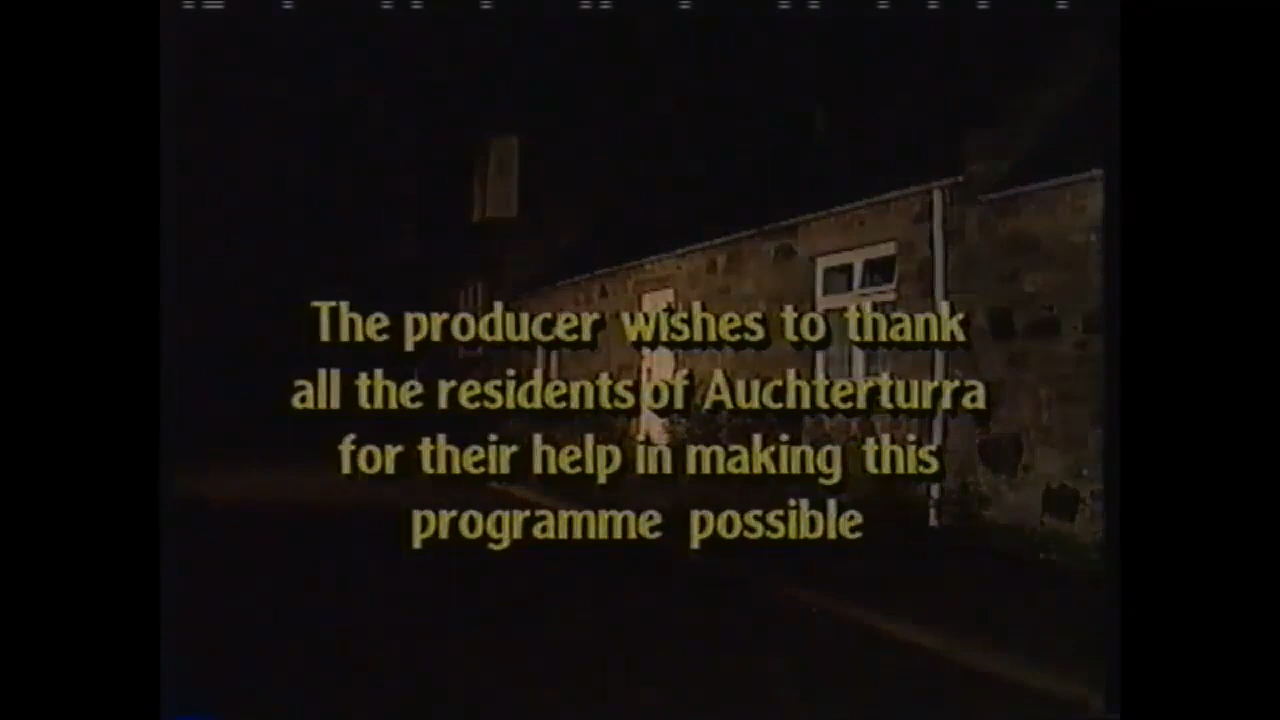 The producer wishes to thank
all the residents of Auchterturra
for their help in making this
programme possible